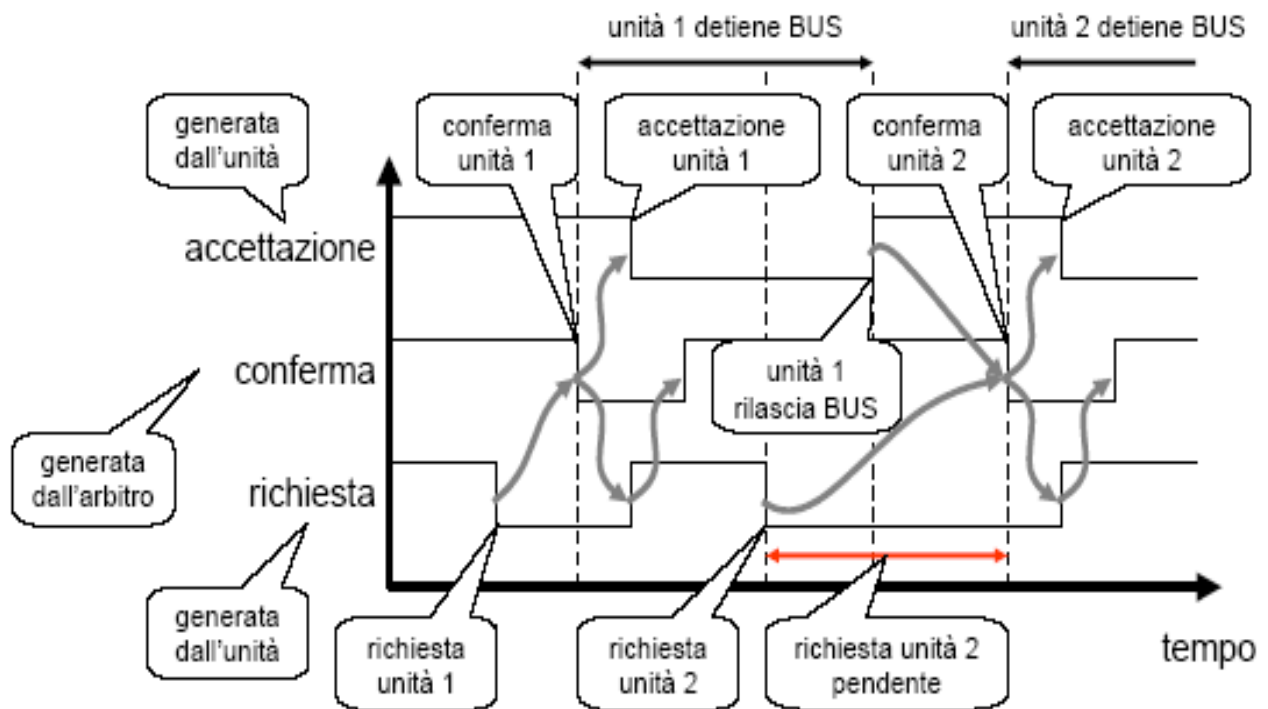 unità 1 detiene BUS
unità 2 detiene BUS
generata
dall'unità
conferma
unità 1
accettazione
unità 1
conferma
unità 2
accettazione
unità 2
accettazione
conferma
unità 1
rilascia BUS
generata
dall'arbitro
richiesta
generata
dall'unità
richiesta
unità 1
richiesta
unità 2
richiesta unità 2
pendente
tempo